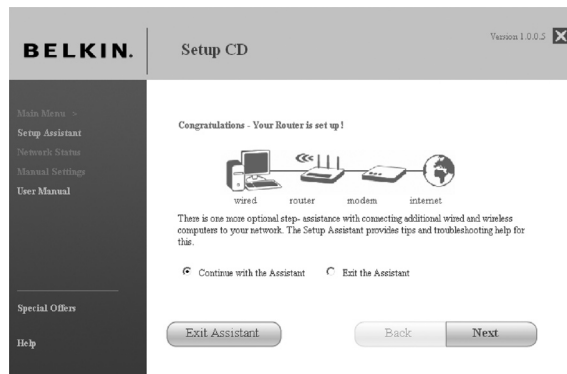 BELKIN.
Setup CD
Version 1.0.0.5
Main Menu >
Setup Assistant
Network Status
Manual Settings
User Manual
Special Offers
Help
Congratulations - Your Router is set up!
wired router modem internet
There is one more optional step- assistance with connecting additional wired and wireless
computers to your network. The Setup Assistant provides tips and troubleshooting help for
this.
Continue with the Assistant Exit the Assistant
Exit Assistant Back Next